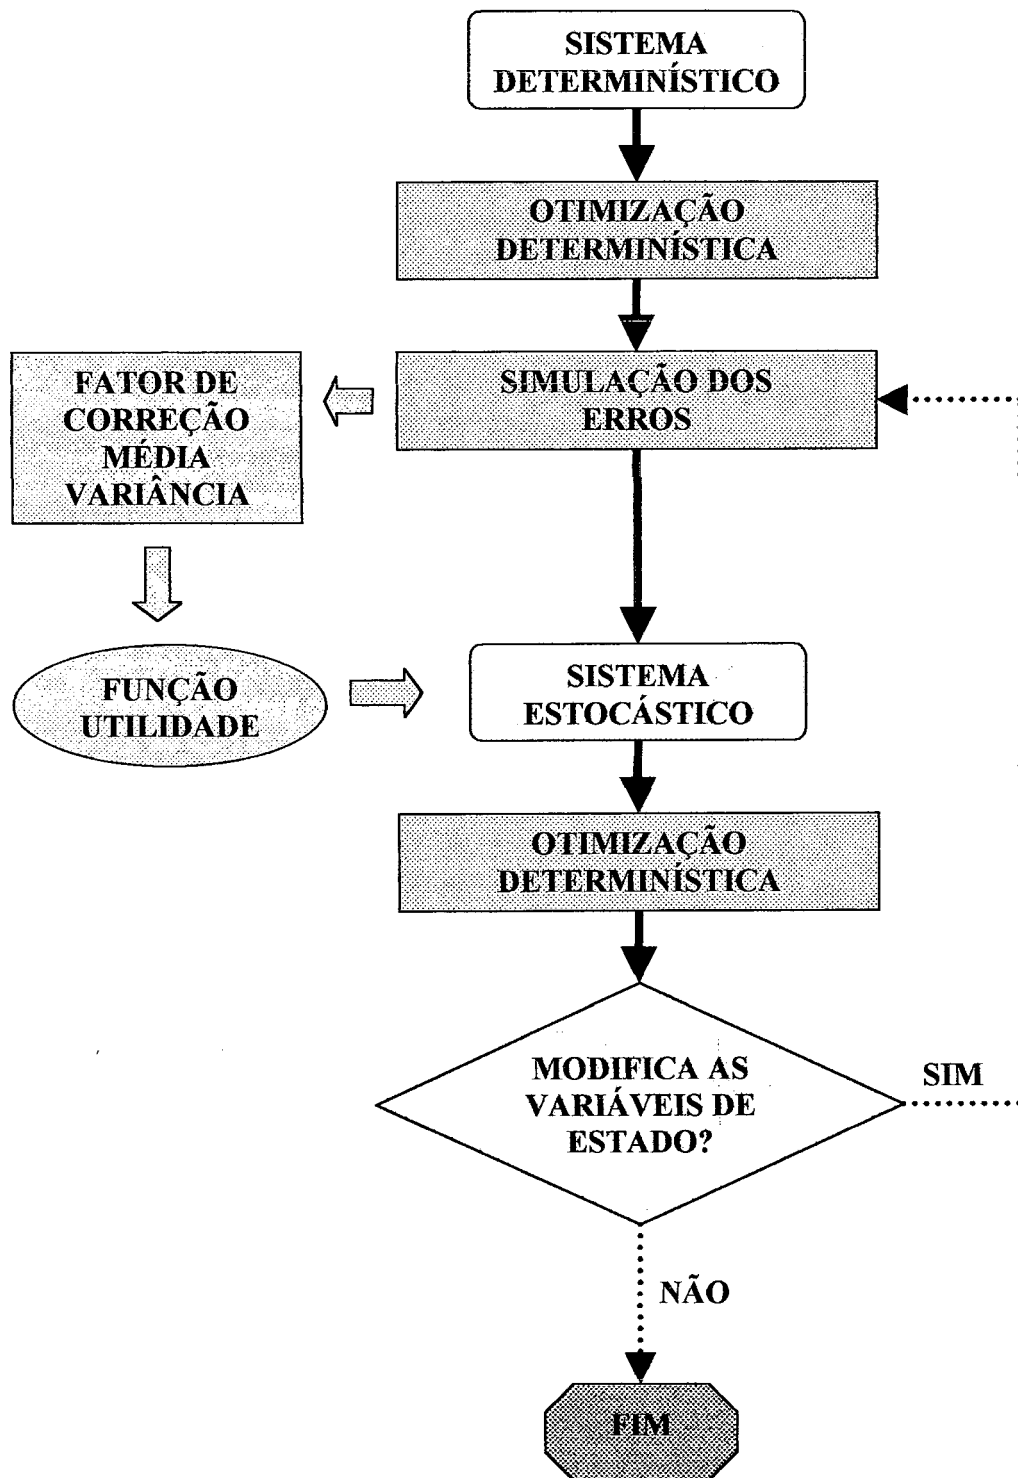 SISTEMA
DETERMINÍSTICO
OTIMIZAÇÃO
DETERMINÍSTICA
SIMULAÇÃO DOS
ERROS
FATOR DE
CORREÇÃO
MÉDIA
VARIÂNCIA
FUNÇÃO
UTILIDADE
SISTEMA
ESTOCÁSTICO
OTIMIZAÇÃO
DETERMINÍSTICA
MODIFICA AS
VARIÁVEIS DE
ESTADO?
SIM
NÃO
FIM